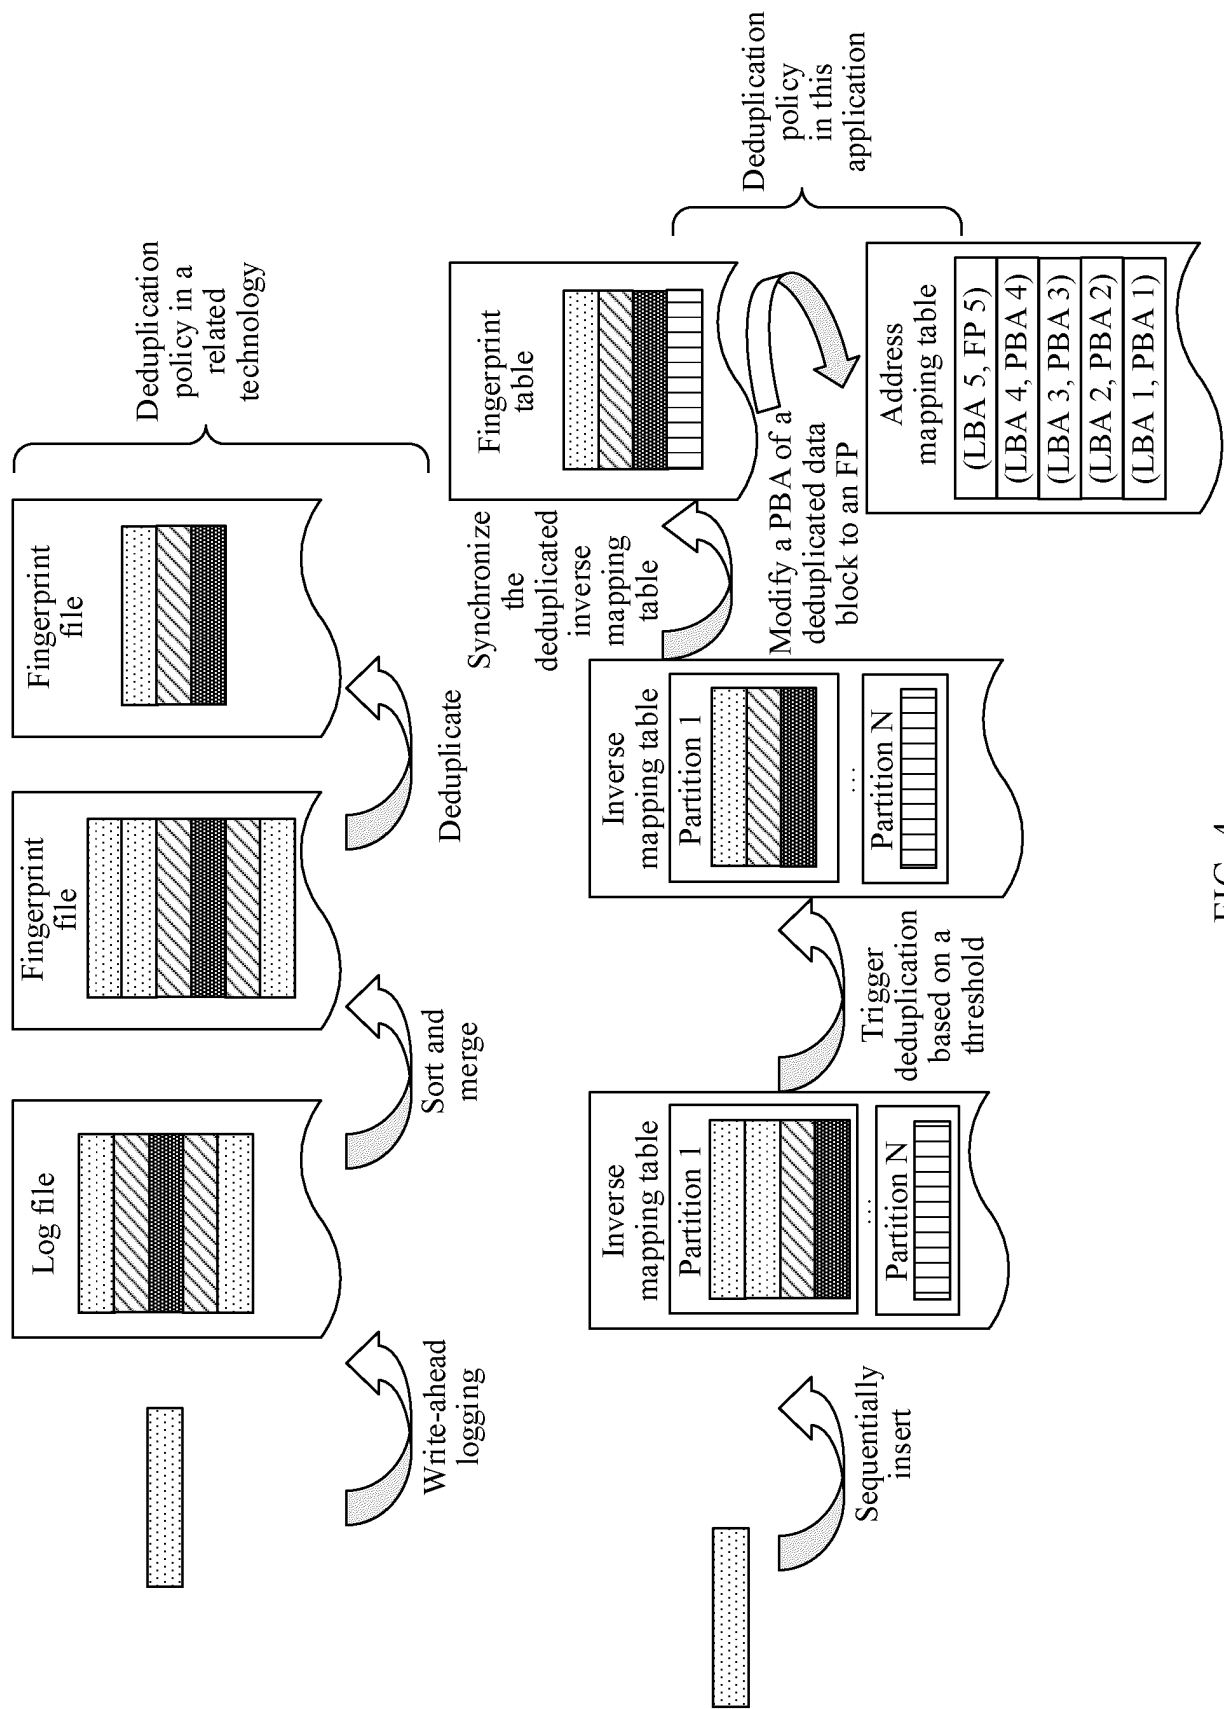 Deduplication
policy in a
related
technology
Log file
Fingerprint
file
Fingerprint
file
Write-ahead
logging
Sort and
merge
Deduplicate
Inverse
mapping table
Partition 1
...
Partition N
Inverse
mapping table
Partition 1
...
Partition N
Fingerprint
table
Sequentially
insert
Trigger
deduplication
based on a
threshold
Synchronize
the
deduplicated
inverse
mapping
table
Modify a PBA of a
deduplicated data
block to an FP
Address
mapping table
(LBA 5, FP 5)
(LBA 4, PBA 4)
(LBA 3, PBA 3)
(LBA 2, PBA 2)
(LBA 1, PBA 1)
Deduplication
policy
in this
application
FIG. 4